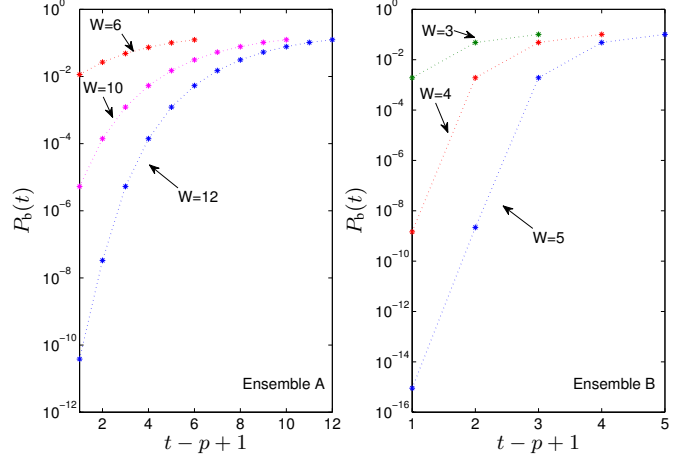 10^0
10^-2
10^-4
10^-6
10^-8
10^-10
10^-12
P_b(t)
W=6
W=10
W=12
Ensemble A
2 4 6 8 10 12
t − p + 1
10^0
10^-2
10^-4
10^-6
10^-8
10^-10
10^-12
10^-14
10^-16
P_b(t)
W=3
W=4
W=5
Ensemble B
1 2 3 4 5
t − p + 1